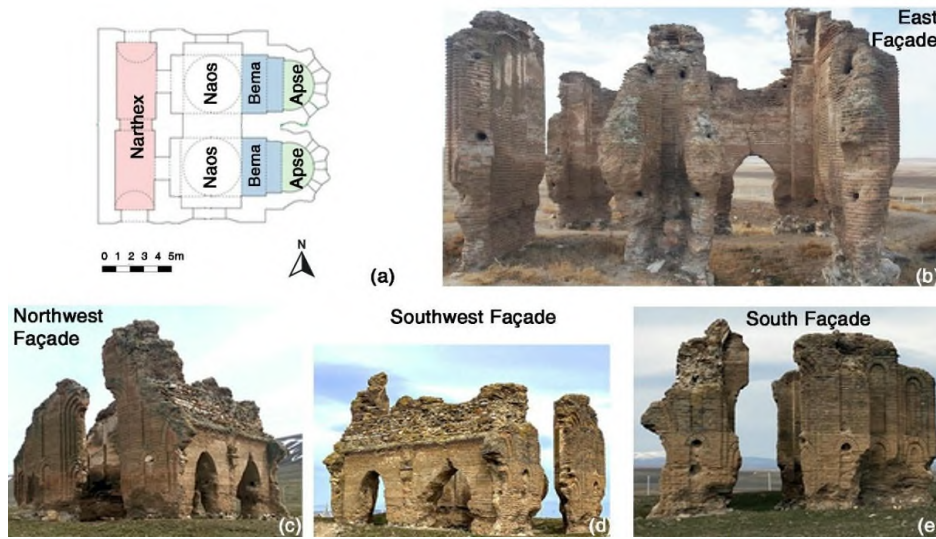 Narthex
Naos
Bema
Apse
Naos
Bema
Apse
0 1 2 3 4 5m
N
(a)
East
Façade
(b)
Northwest
Façade
(c)
Southwest Façade
(d)
South Façade
(e)